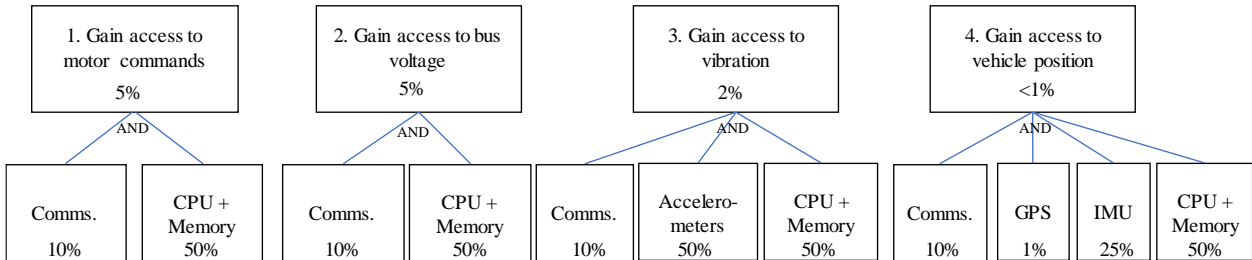 1. Gain access to
motor commands
5%
AND
Comms.
10%
CPU +
Memory
50%
2. Gain access to bus
voltage
5%
AND
Comms.
10%
CPU +
Memory
50%
3. Gain access to
vibration
2%
AND
Comms.
10%
Accelero-
meters
50%
CPU +
Memory
50%
4. Gain access to
vehicle position
<1%
AND
Comms.
10%
GPS
1%
IMU
25%
CPU +
Memory
50%